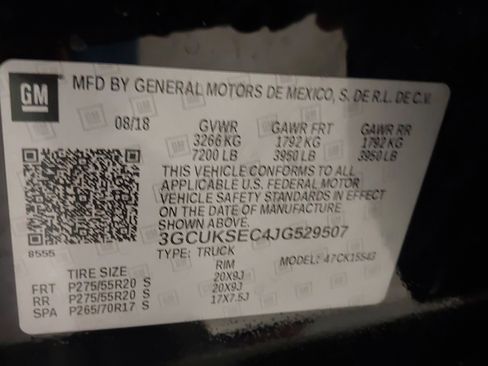 GM MFD BY GENERAL MOTORS DE MEXICO, S. DE R.L. DE C.V.
08/18 GVWR GAWR FRT GAWR RR
3266 KG 1792 KG 1792 KG
7200 LB 3950 LB 3950 LB
THIS VEHICLE CONFORMS TO ALL
APPLICABLE U.S. FEDERAL MOTOR
VEHICLE SAFETY STANDARDS IN EFFECT
ON THE DATE OF MANUFACTURE
SHOWN ABOVE.
3GCUKSEC4JG529507
8555 TYPE: TRUCK MODEL: 47CK15543
TIRE SIZE RIM
FRT P275/55R20 S 20X9J
RR P275/55R20 S 20X9J
SPA P265/70R17 S 17X7.5J